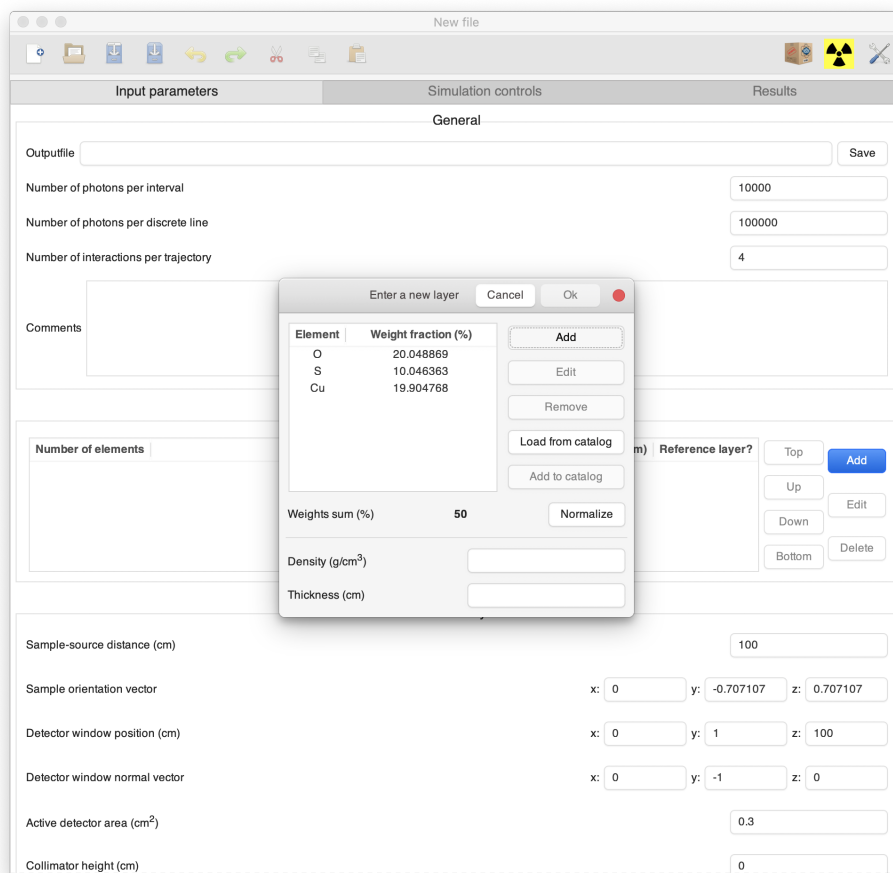 New file
Input parameters Simulation controls Results
General
Outputfile Save
Number of photons per interval 10000
Number of photons per discrete line 100000
Number of interactions per trajectory 4
Comments
Enter a new layer Cancel Ok
Element Weight fraction (%)
O 20.048869
S 10.046363
Cu 19.904768
Add
Edit
Remove
Load from catalog
Add to catalog
Weights sum (%) 50 Normalize
Density (g/cm3)
Thickness (cm)
Number of elements m) Reference layer?
Top
Up
Down
Bottom
Add
Edit
Delete
Sample-source distance (cm) 100
Sample orientation vector x: 0 y: -0.707107 z: 0.707107
Detector window position (cm) x: 0 y: 1 z: 100
Detector window normal vector x: 0 y: -1 z: 0
Active detector area (cm2) 0.3
Collimator height (cm) 0